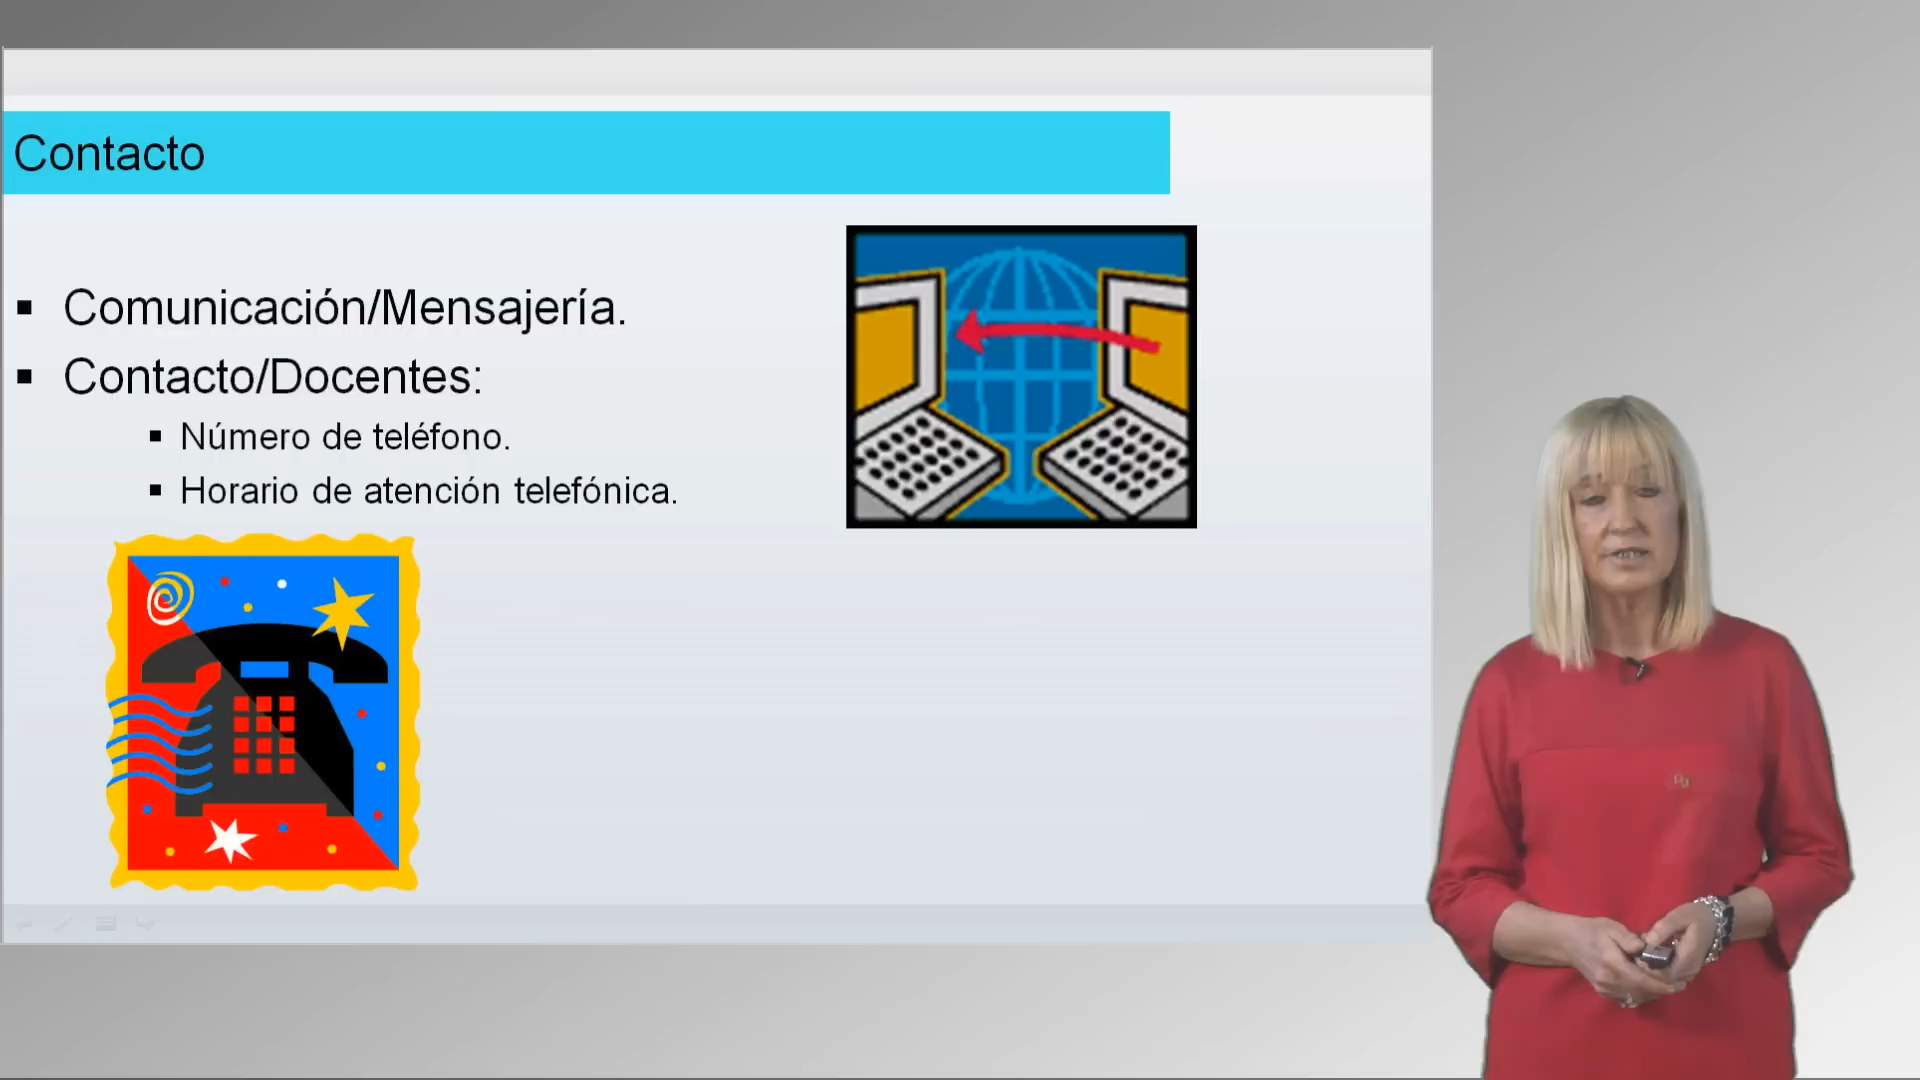 Contacto
▪ Comunicación/Mensajería.
▪ Contacto/Docentes:
▪ Número de teléfono.
▪ Horario de atención telefónica.